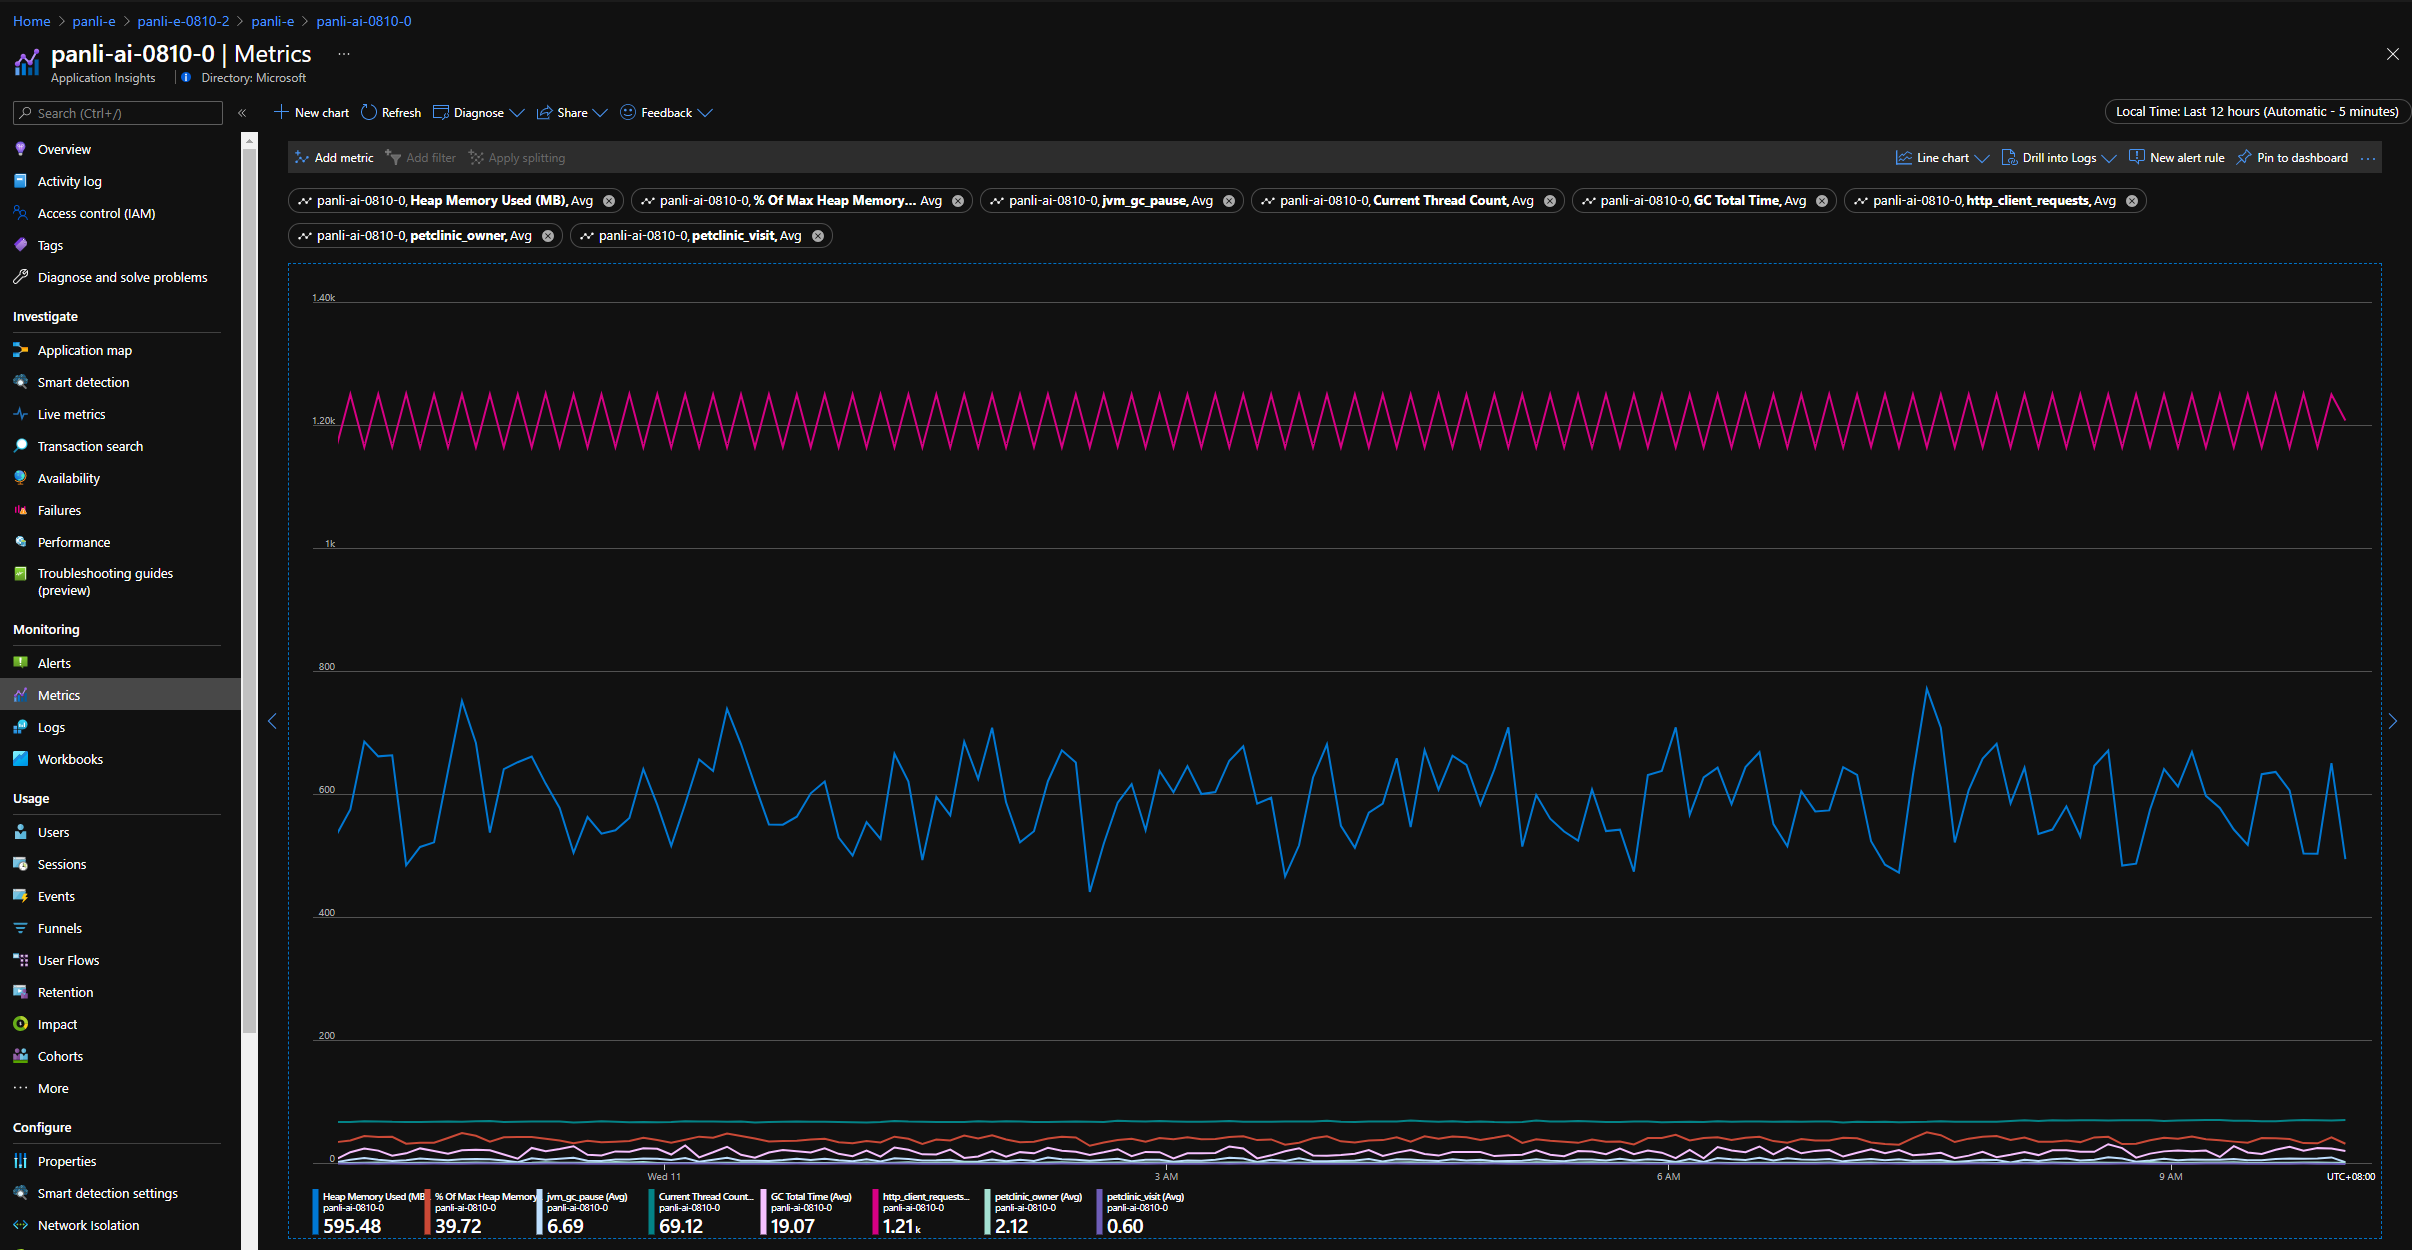 Home > panli-e > panli-e-0810-2 > panli-e > panli-ai-0810-0
panli-ai-0810-0 | Metrics ...
Application Insights | Directory: Microsoft
Search (Ctrl+/)
«
Overview
Activity log
Access control (IAM)
Tags
Diagnose and solve problems
Investigate
Application map
Smart detection
Live metrics
Transaction search
Availability
Failures
Performance
Troubleshooting guides
(preview)
Monitoring
Alerts
Metrics
Logs
Workbooks
Usage
Users
Sessions
Events
Funnels
User Flows
Retention
Impact
Cohorts
More
Configure
Properties
Smart detection settings
Network Isolation
New chart Refresh Diagnose Share Feedback
Local Time: Last 12 hours (Automatic - 5 minutes)
Add metric Add filter Apply splitting
Line chart Drill into Logs New alert rule Pin to dashboard ...
panli-ai-0810-0, Heap Memory Used (MB), Avg
panli-ai-0810-0, % Of Max Heap Memory... Avg
panli-ai-0810-0, jvm_gc_pause, Avg
panli-ai-0810-0, Current Thread Count, Avg
panli-ai-0810-0, GC Total Time, Avg
panli-ai-0810-0, http_client_requests, Avg
panli-ai-0810-0, petclinic_owner, Avg
panli-ai-0810-0, petclinic_visit, Avg
1.40k
1.20k
1k
800
600
400
200
0
Wed 11 3 AM 6 AM 9 AM UTC+08:00
Heap Memory Used (MB
panli-ai-0810-0
595.48
% Of Max Heap Memory
panli-ai-0810-0
39.72
jvm_gc_pause (Avg)
panli-ai-0810-0
6.69
Current Thread Count...
panli-ai-0810-0
69.12
GC Total Time (Avg)
panli-ai-0810-0
19.07
http_client_requests...
panli-ai-0810-0
1.21k
petclinic_owner (Avg)
panli-ai-0810-0
2.12
petclinic_visit (Avg)
panli-ai-0810-0
0.60